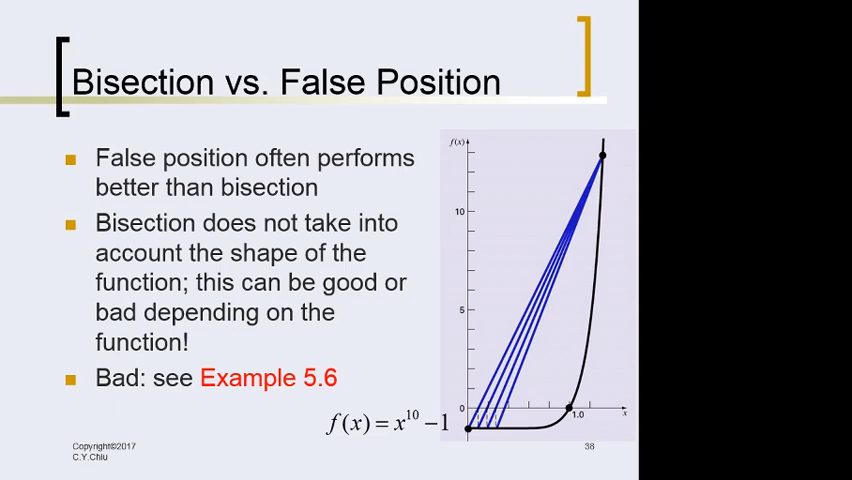 Bisection vs. False Position
False position often performs
better than bisection
Bisection does not take into
account the shape of the
function; this can be good or
bad depending on the
function!
Bad: see Example 5.6
f(x) = x¹⁰ − 1
f(x)
10
5
0
1.0
x
Copyright©2017
C.Y.Chiu
38